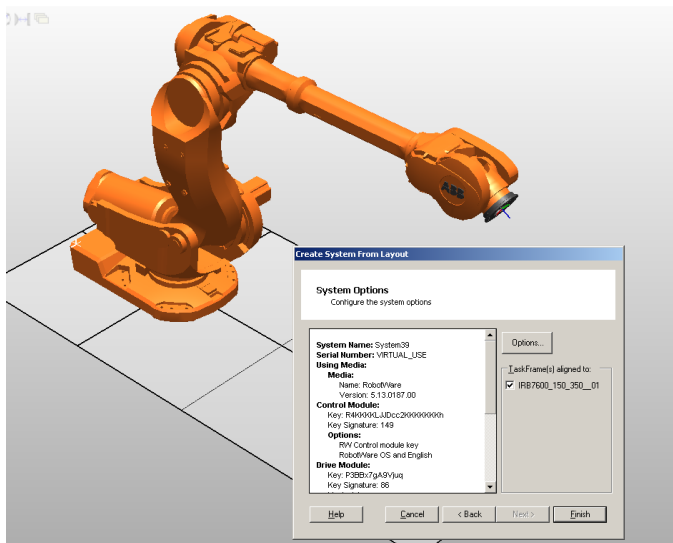 ABB
Create System From Layout
System Options
Configure the system options
System Name: System39
Serial Number: VIRTUAL_USE
Using Media:
Media:
Name: RobotWare
Version: 5.13.0187.00
Control Module:
Key: R4KKKKLJJDcc2KKKKKKKh
Key Signature: 149
Options:
RW Control module key
RobotWare OS and English
Drive Module:
Key: P3BBx7gA9Vjuq
Key Signature: 86
Options...
TaskFrame(s) aligned to:
IRB7600_150_350__01
Help
Cancel
< Back
Next >
Finish